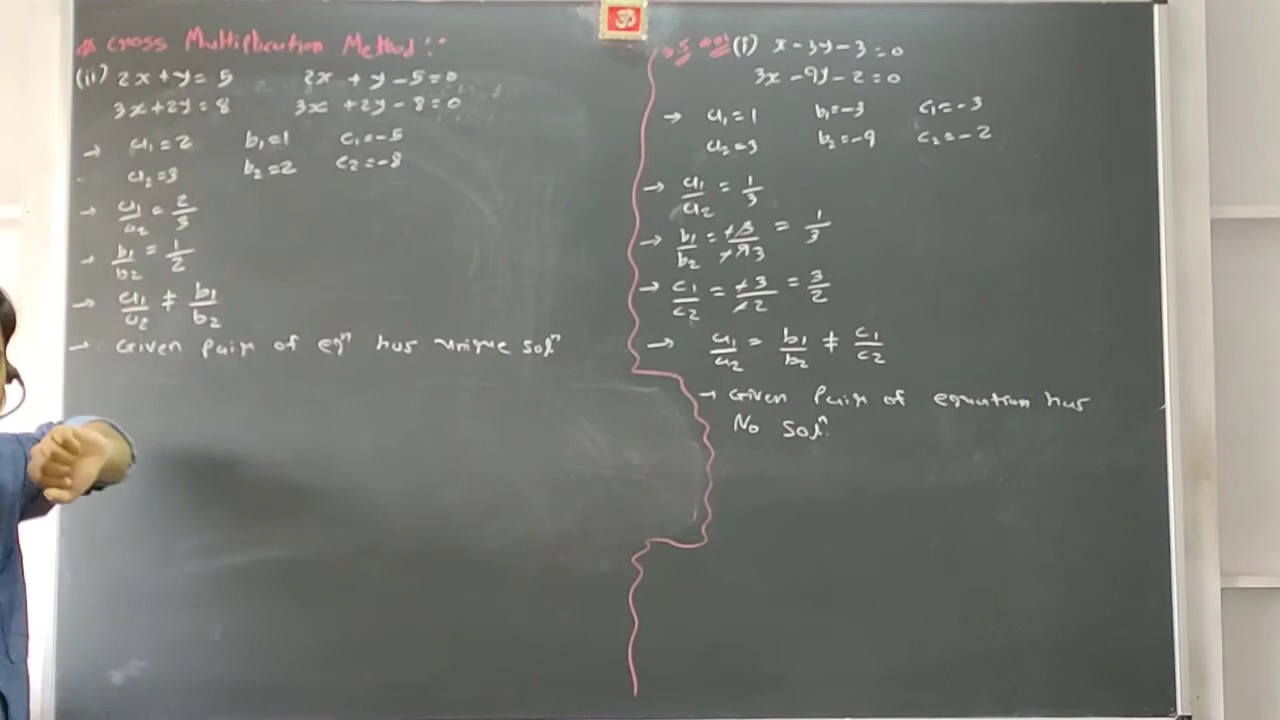 * Cross Multiplication Method :-
(ii) 2x + y = 5 2x + y - 5 = 0
3x + 2y = 8 3x + 2y - 8 = 0
→ a₁ = 2 b₁ = 1 c₁ = -5
a₂ = 3 b₂ = 2 c₂ = -8
→ a₁/a₂ = 2/3
→ b₁/b₂ = 1/2
→ a₁/a₂ ≠ b₁/b₂
→ Given pair of eqⁿ has unique solⁿ
ॐ
(i) x - 3y - 3 = 0
3x - 9y - 2 = 0
→ a₁ = 1 b₁ = -3 c₁ = -3
a₂ = 3 b₂ = -9 c₂ = -2
→ a₁/a₂ = 1/3
→ b₁/b₂ = -3/-9 3 = 1/3
→ c₁/c₂ = -3/-2 = 3/2
→ a₁/a₂ = b₁/b₂ ≠ c₁/c₂
→ Given Pair of equation has
No Solⁿ.